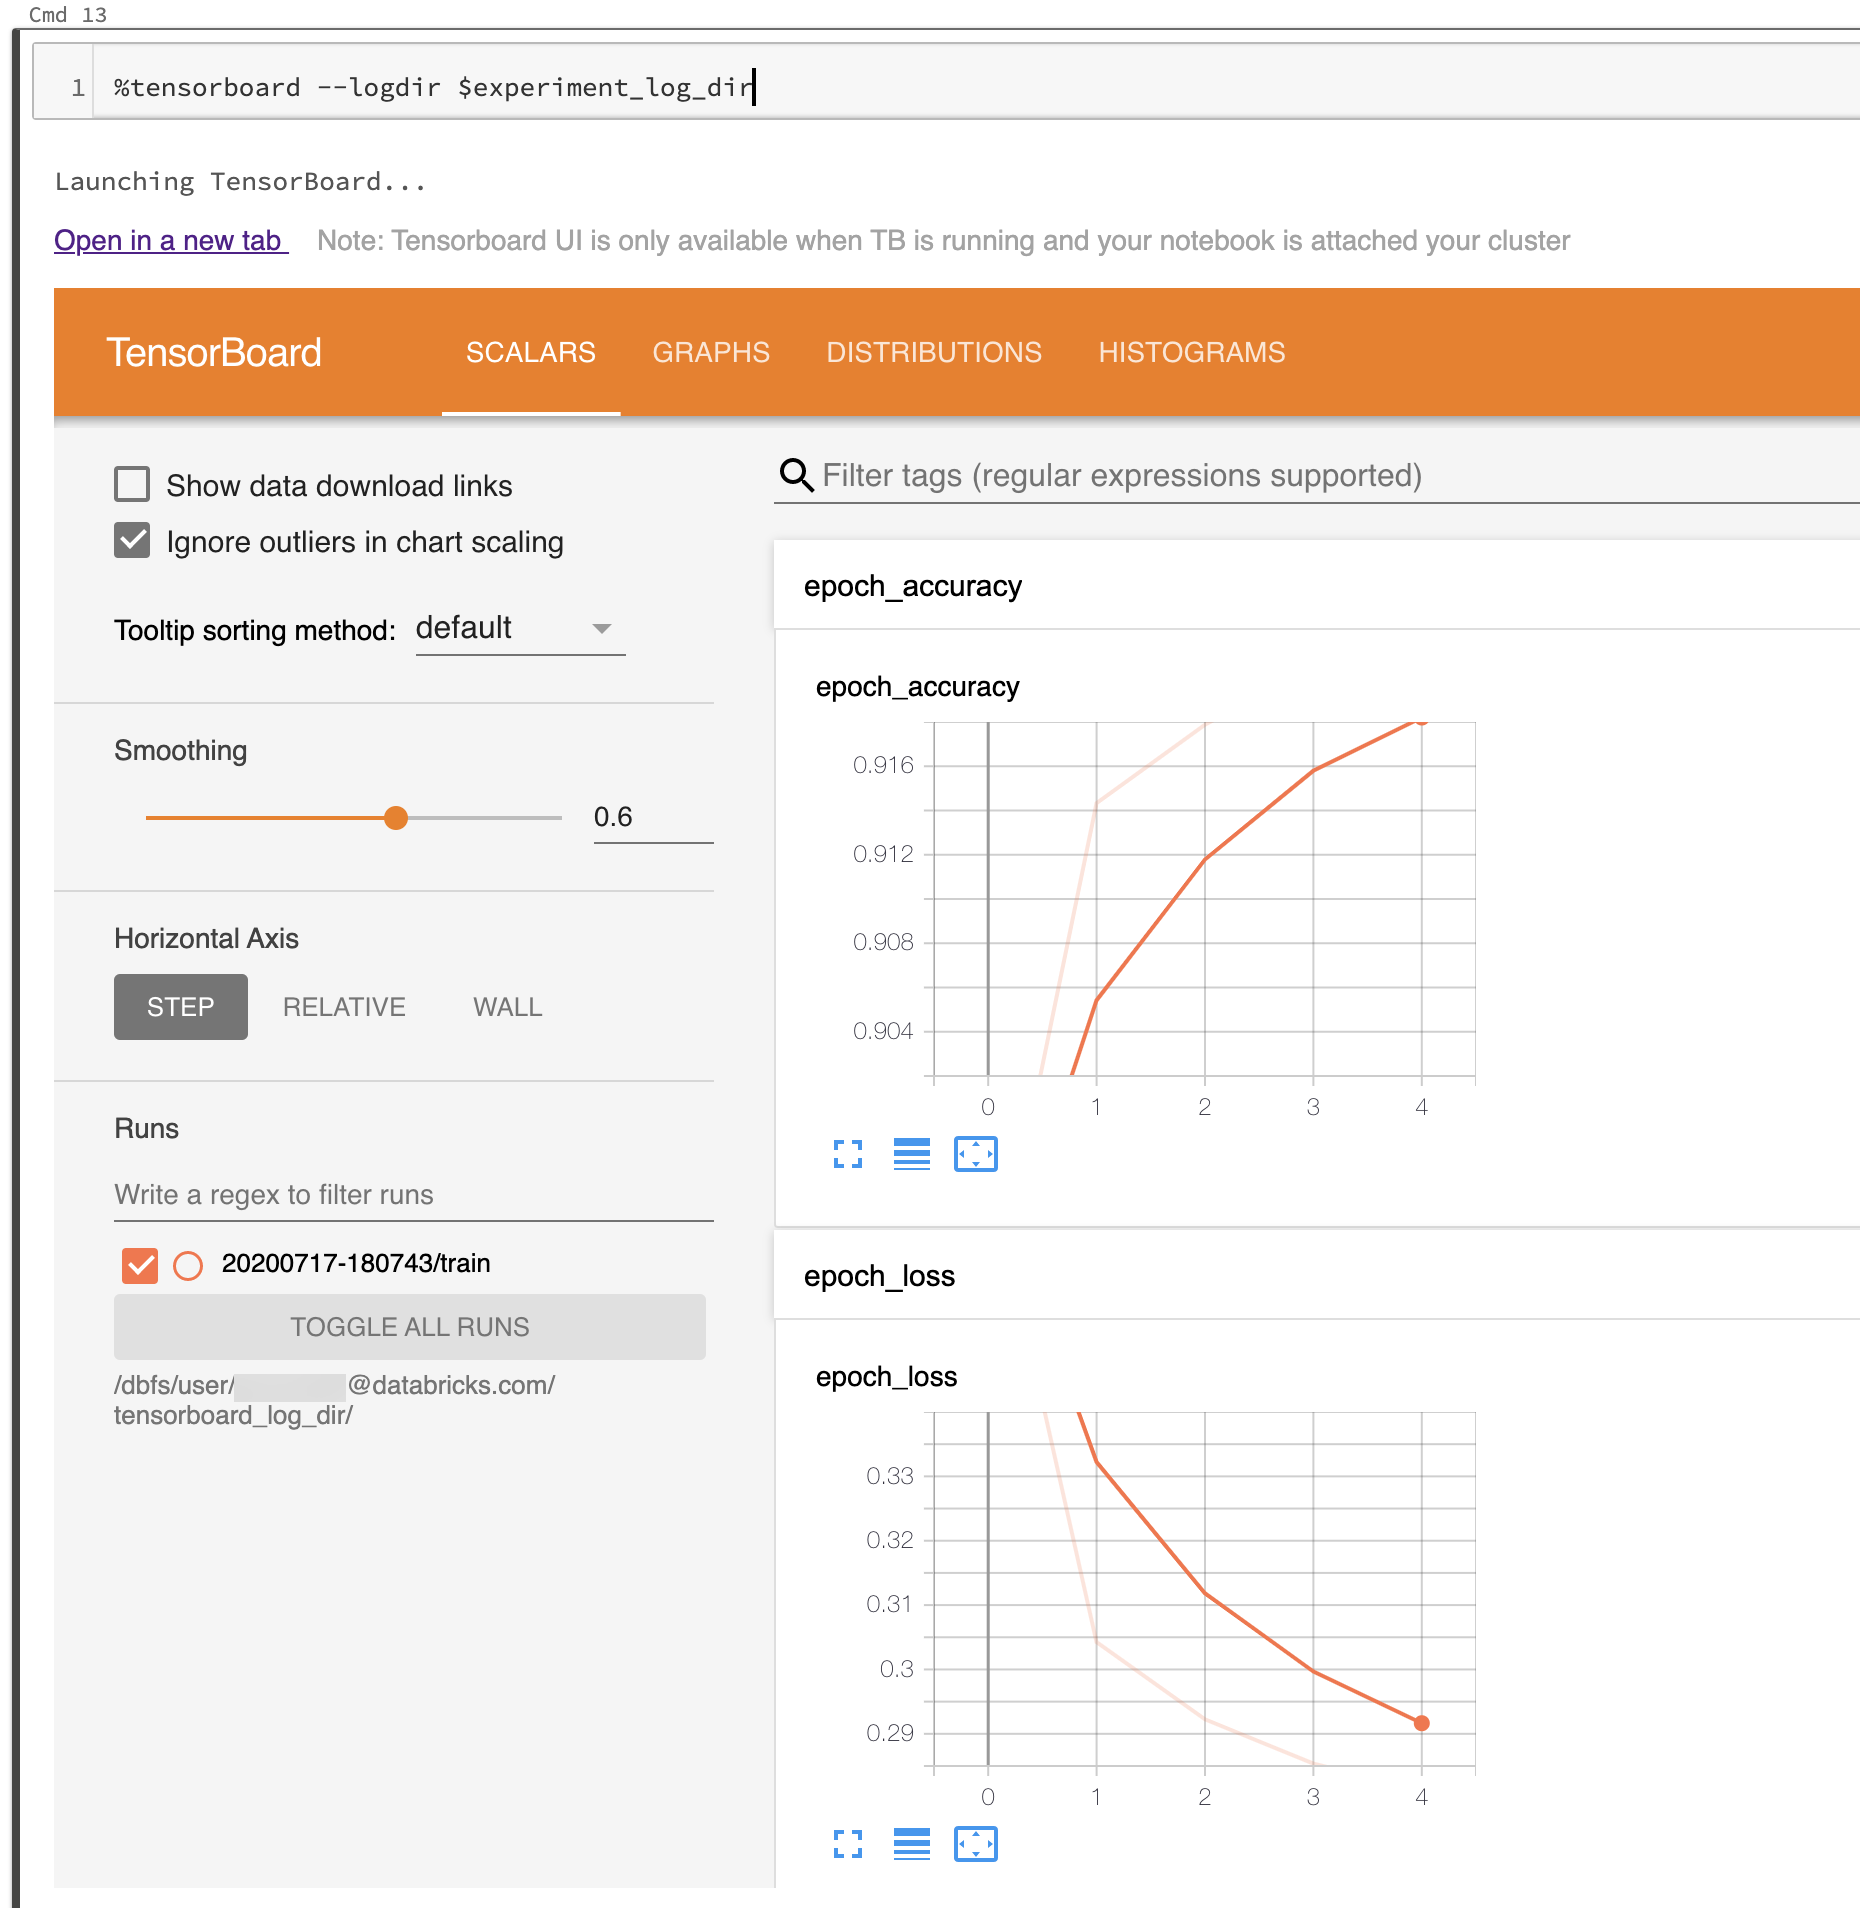 Cmd 13
1 %tensorboard --logdir $experiment_log_dir
Launching TensorBoard...
Open in a new tab Note: Tensorboard UI is only available when TB is running and your notebook is attached your cluster
TensorBoard SCALARS GRAPHS DISTRIBUTIONS HISTOGRAMS
Show data download links
Ignore outliers in chart scaling
Tooltip sorting method: default
Smoothing
0.6
Horizontal Axis
STEP RELATIVE WALL
Runs
Write a regex to filter runs
20200717-180743/train
TOGGLE ALL RUNS
/dbfs/user/ @databricks.com/
tensorboard_log_dir/
Filter tags (regular expressions supported)
epoch_accuracy
epoch_accuracy
0.916
0.912
0.908
0.904
0 1 2 3 4
epoch_loss
epoch_loss
0.33
0.32
0.31
0.3
0.29
0 1 2 3 4